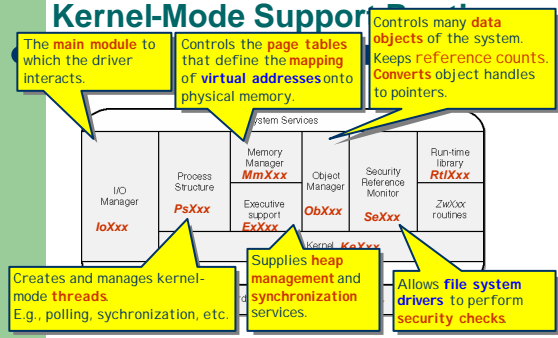 Kernel-Mode Support
The main module to
which the driver
interacts.
Controls the page tables
that define the mapping
of virtual addresses onto
physical memory.
Controls many data
objects of the system.
Keeps reference counts.
Converts object handles
to pointers.
System Services
I/O
Manager
IoXxx
Process
Structure
PsXxx
Memory
Manager
MmXxx
Executive
support
ExXxx
Object
Manager
ObXxx
Security
Reference
Monitor
SeXxx
Run-time
library
RtlXxx
ZwXxx
routines
Kernel KeXxx
Creates and manages kernel-
mode threads.
E.g., polling, sychronization, etc.
Supplies heap
management and
synchronization
services.
Allows file system
drivers to perform
security checks.